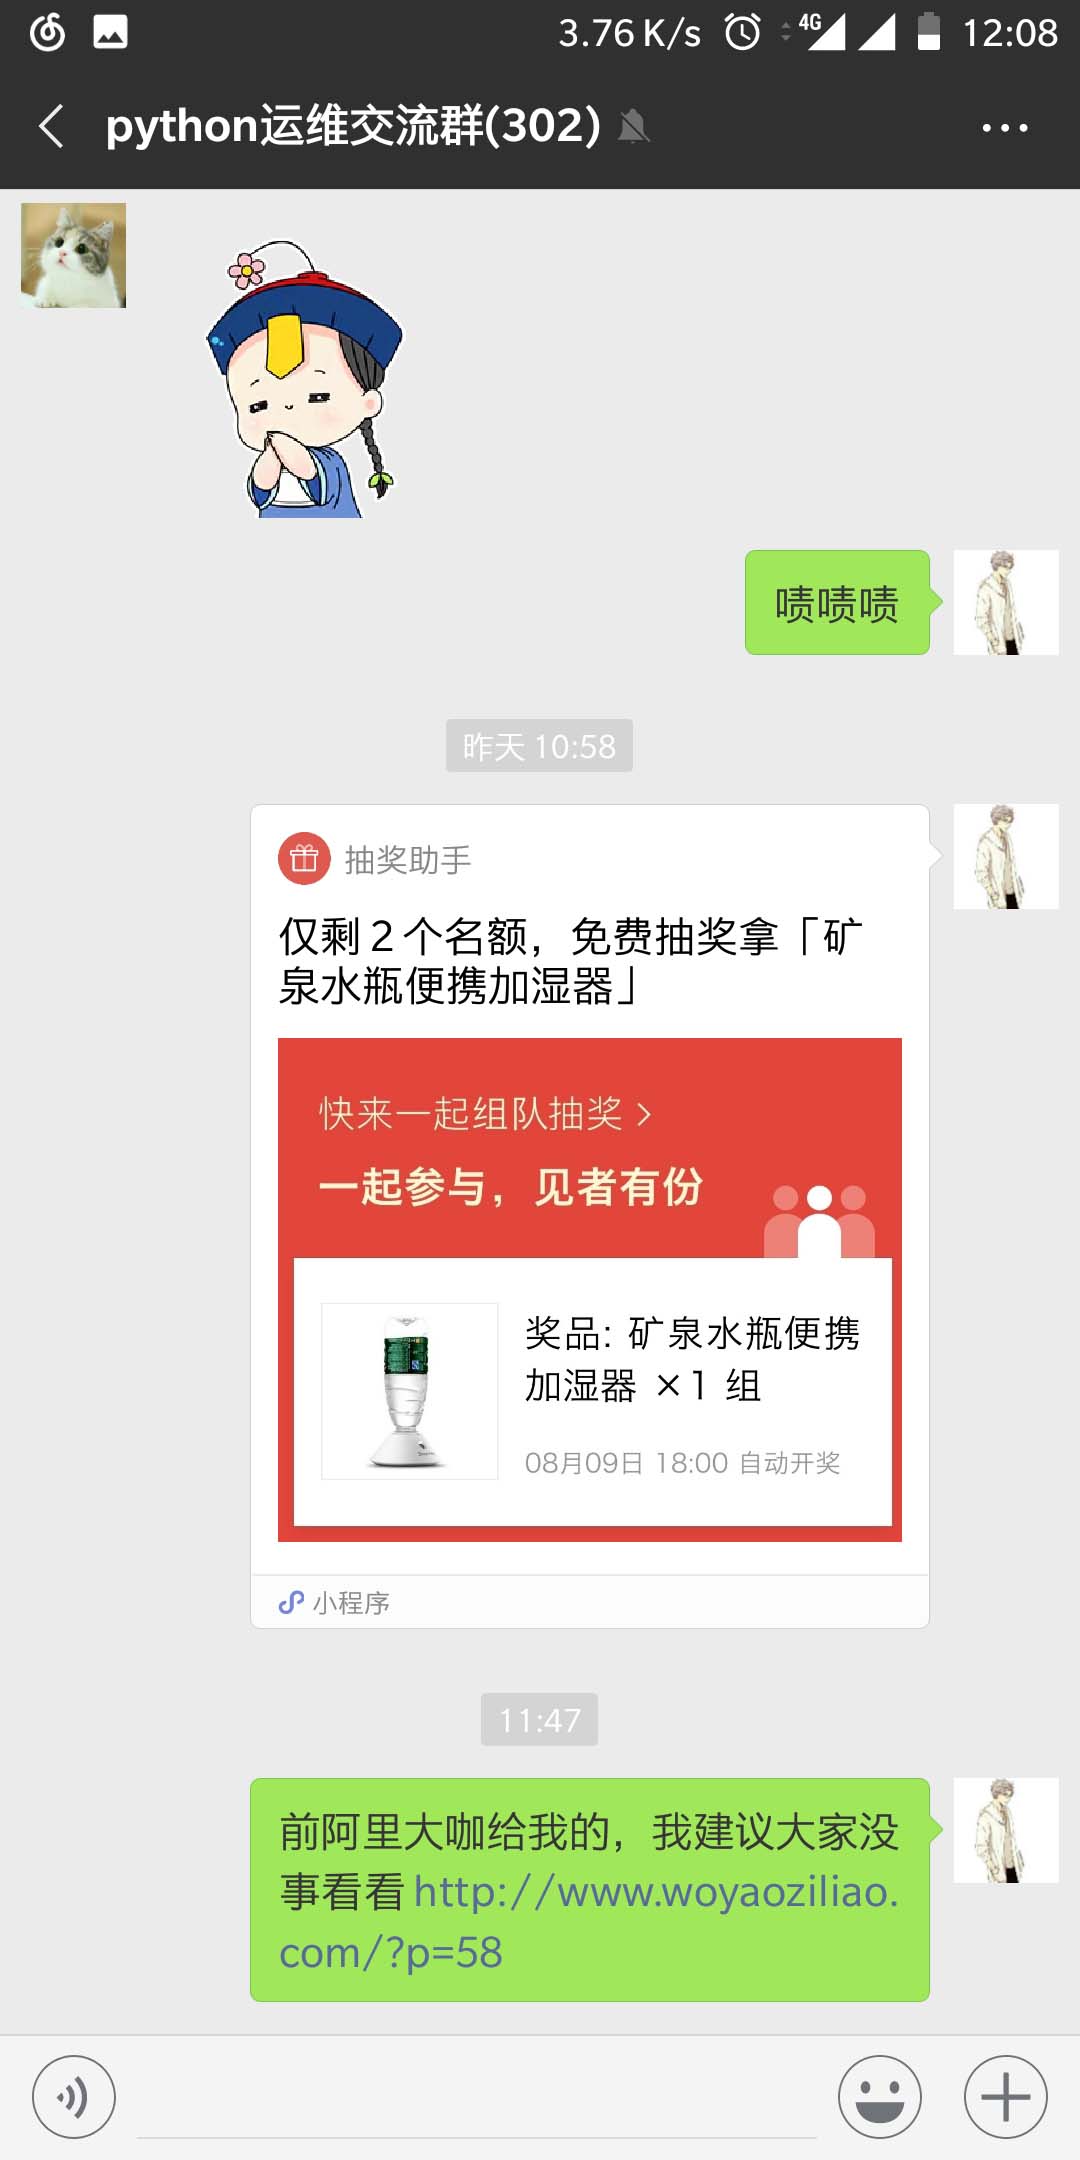 3.76 K/s 4G 12:08
python运维交流群(302)
啧啧啧
昨天 10:58
抽奖助手
仅剩 2 个名额，免费抽奖拿「矿
泉水瓶便携加湿器」
快来一起组队抽奖 >
一起参与，见者有份
奖品: 矿泉水瓶便携
加湿器 ×1 组
08月09日 18:00 自动开奖
小程序
11:47
前阿里大咖给我的，我建议大家没
事看看http://www.woyaoziliao.
com/?p=58